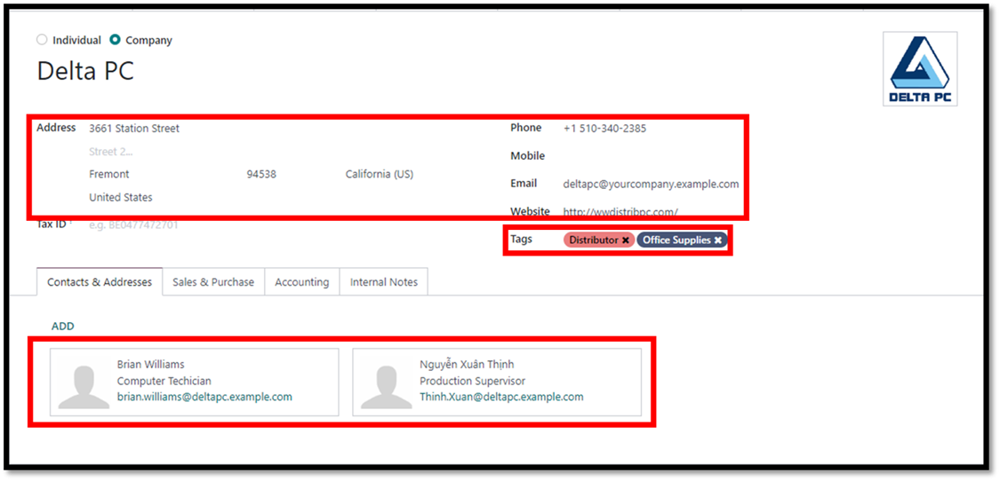 Individual Company
Delta PC
DELTA PC
Address 3661 Station Street
Street 2...
Fremont 94538 California (US)
United States
Tax ID ? e.g. BE0477472701
Phone +1 510-340-2385
Mobile
Email deltapc@yourcompany.example.com
Website http://wwdistribpc.com/
Tags Distributor × Office Supplies ×
Contacts & Addresses Sales & Purchase Accounting Internal Notes
ADD
Brian Williams
Computer Techician
brian.williams@deltapc.example.com
Nguyễn Xuân Thịnh
Production Supervisor
Thinh.Xuan@deltapc.example.com